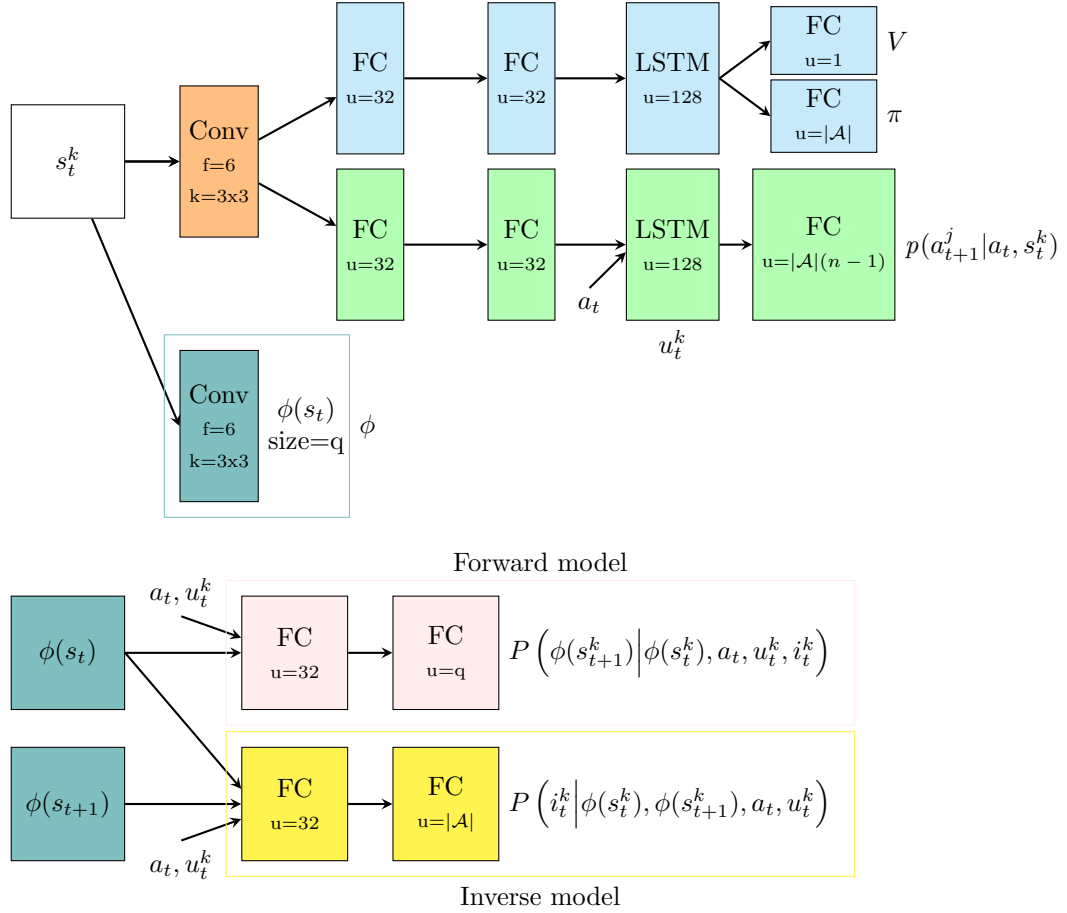 s_t^k
Conv
f=6
k=3x3
FC
u=32
FC
u=32
LSTM
u=128
FC
u=1
V
FC
u=|𝒜|
π
FC
u=32
FC
u=32
a_t
LSTM
u=128
u_t^k
FC
u=|𝒜|(n − 1)
p(a_{t+1}^j|a_t, s_t^k)
Conv
f=6
k=3x3
ϕ(s_t)
size=q
ϕ
Forward model
a_t, u_t^k
ϕ(s_t)
FC
u=32
FC
u=q
P(ϕ(s_{t+1}^k)|ϕ(s_t^k), a_t, u_t^k, i_t^k)
ϕ(s_{t+1})
a_t, u_t^k
FC
u=32
FC
u=|𝒜|
P(i_t^k|ϕ(s_t^k), ϕ(s_{t+1}^k), a_t, u_t^k)
Inverse model